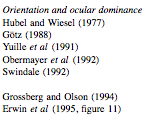 Orientation and ocular dominance
Hubel and Wiesel (1977)
Götz (1988)
Yuille et al (1991)
Obermayer et al (1992)
Swindale (1992)
Grossberg and Olson (1994)
Erwin et al (1995, figure 11)